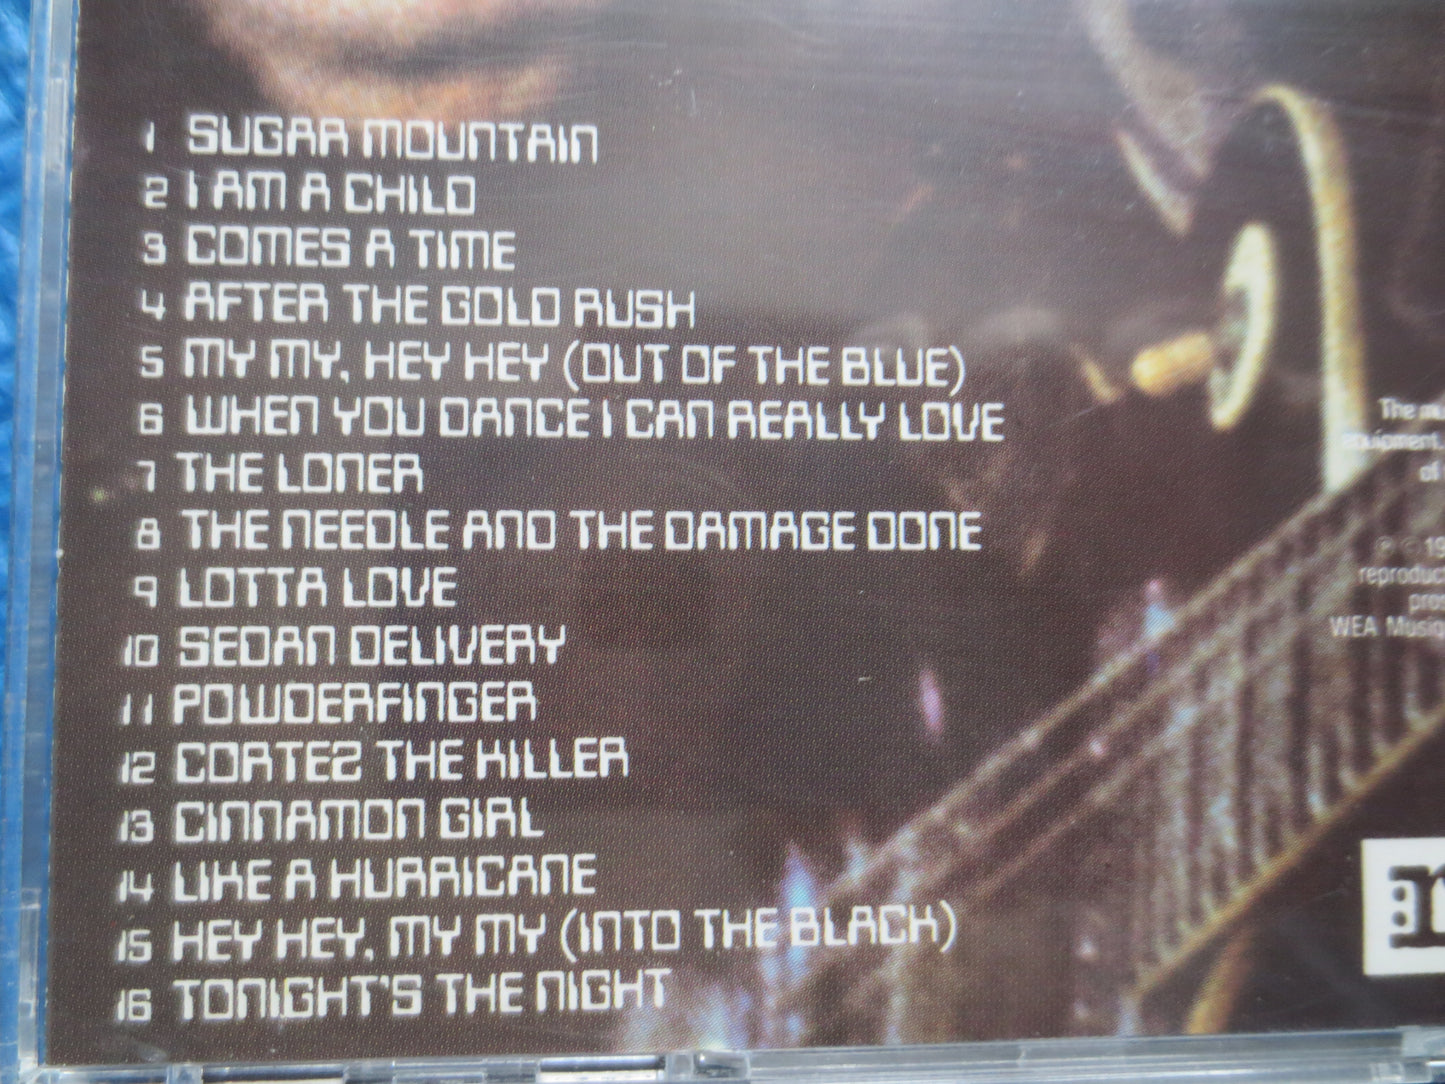 1 SUGAR MOUNTAIN
2 I AM A CHILD
3 COMES A TIME
4 AFTER THE GOLD RUSH
5 MY MY, HEY HEY (OUT OF THE BLUE)
6 WHEN YOU DANCE I CAN REALLY LOVE
7 THE LONER
8 THE NEEDLE AND THE DAMAGE DONE
9 LOTTA LOVE
10 SEDAN DELIVERY
11 POWDERFINGER
12 CORTEZ THE KILLER
13 CINNAMON GIRL
14 LIKE A HURRICANE
15 HEY HEY, MY MY (INTO THE BLACK)
16 TONIGHT'S THE NIGHT
The
equipment.
of
℗ © 19
WEA